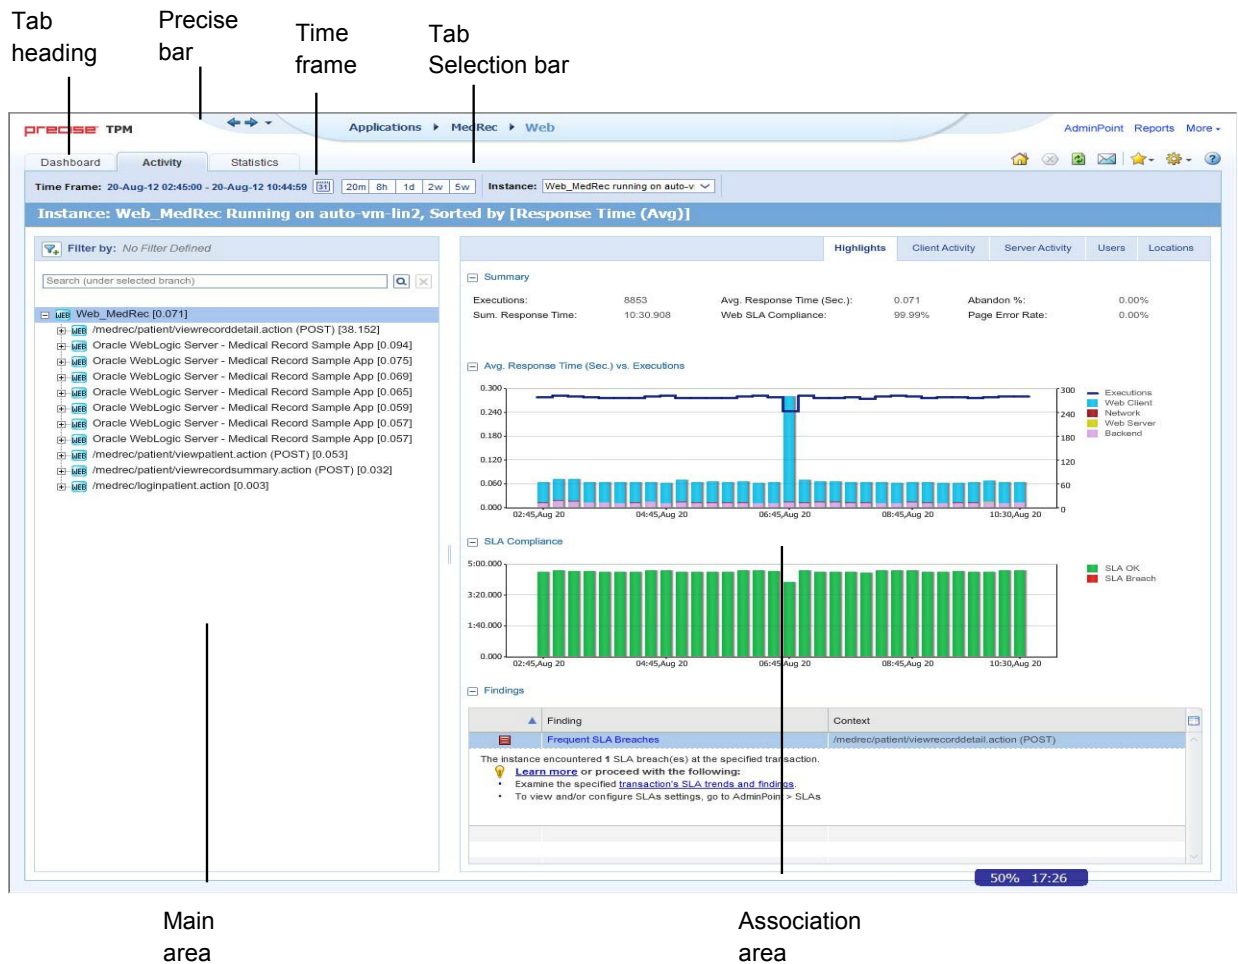 Tab
heading
Precise
bar
Time
frame
Tab
Selection bar
precise TPM
Applications MedRec Web
AdminPoint Reports More
Dashboard Activity Statistics
Time Frame: 20-Aug-12 02:45:00 - 20-Aug-12 10:44:59 31 20m 8h 1d 2w 5w Instance: Web_MedRec running on auto-v
Instance: Web_MedRec Running on auto-vm-lin2, Sorted by [Response Time (Avg)]
Filter by: No Filter Defined
Search (under selected branch)
WEB Web_MedRec [0.071]
WEB /medrec/patient/viewrecorddetail.action (POST) [38.152]
WEB Oracle WebLogic Server - Medical Record Sample App [0.094]
WEB Oracle WebLogic Server - Medical Record Sample App [0.075]
WEB Oracle WebLogic Server - Medical Record Sample App [0.069]
WEB Oracle WebLogic Server - Medical Record Sample App [0.065]
WEB Oracle WebLogic Server - Medical Record Sample App [0.059]
WEB Oracle WebLogic Server - Medical Record Sample App [0.057]
WEB Oracle WebLogic Server - Medical Record Sample App [0.057]
WEB /medrec/patient/viewpatient.action (POST) [0.053]
WEB /medrec/patient/viewrecordsummary.action (POST) [0.032]
WEB /medrec/loginpatient.action [0.003]
Highlights Client Activity Server Activity Users Locations
Summary
Executions: 8853 Avg. Response Time (Sec.): 0.071 Abandon %: 0.00%
Sum. Response Time: 10:30.908 Web SLA Compliance: 99.99% Page Error Rate: 0.00%
Avg. Response Time (Sec.) vs. Executions
0.300
0.240
0.180
0.120
0.060
0.000
300
240
180
120
60
0
02:45,Aug 20 04:45,Aug 20 06:45,Aug 20 08:45,Aug 20 10:30,Aug 20
Executions
Web Client
Network
Web Server
Backend
SLA Compliance
5:00.000
3:20.000
1:40.000
0.000
02:45,Aug 20 04:45,Aug 20 06:45,Aug 20 08:45,Aug 20 10:30,Aug 20
SLA OK
SLA Breach
Findings
Finding Context
Frequent SLA Breaches /medrec/patient/viewrecorddetail.action (POST)
The instance encountered 1 SLA breach(es) at the specified transaction.
Learn more or proceed with the following:
• Examine the specified transaction's SLA trends and findings.
• To view and/or configure SLAs settings, go to AdminPoint > SLAs
50% 17:26
Main
area
Association
area